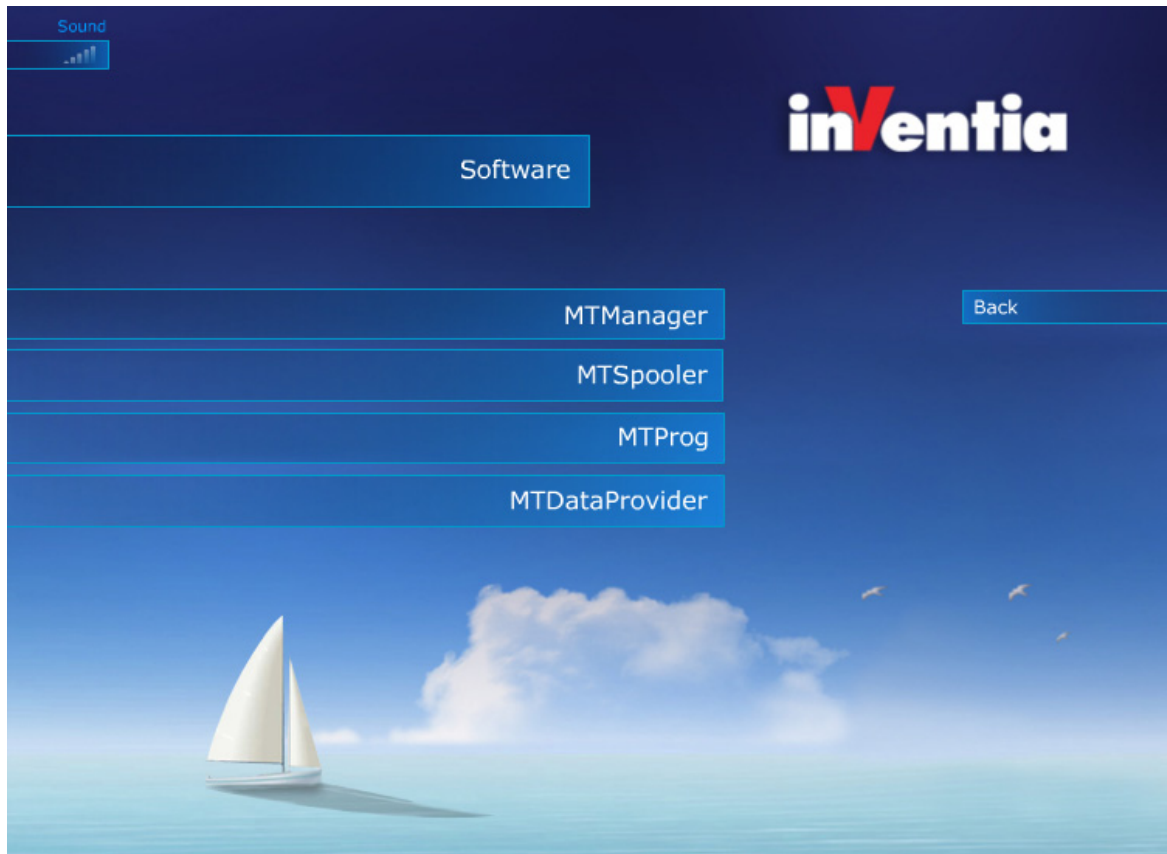 Sound
inVentia
Software
MTManager
Back
MTSpooler
MTProg
MTDataProvider